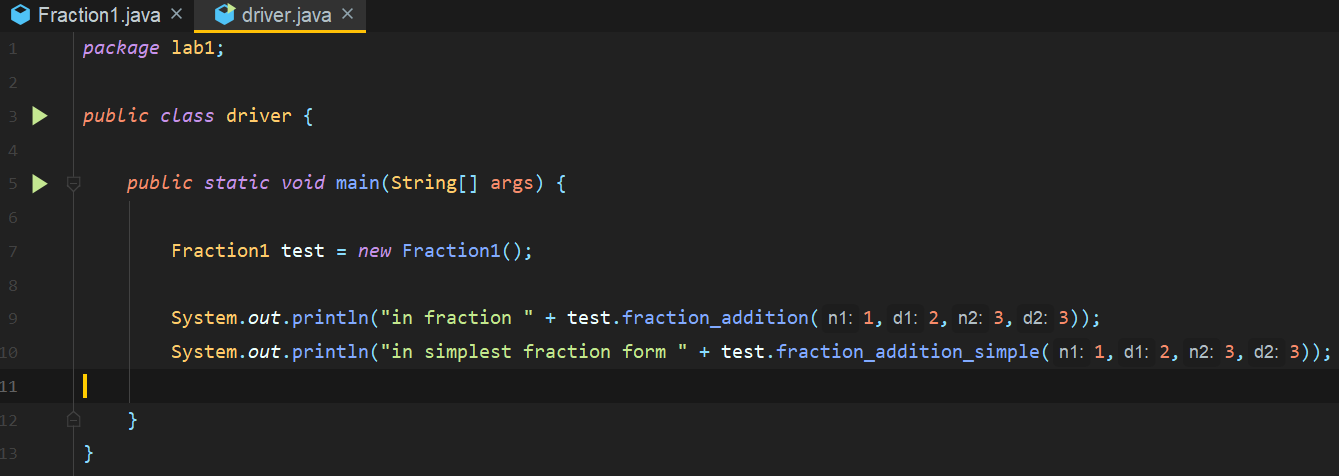 Fraction1.java × driver.java ×
1 package lab1;
2
3 public class driver {
4
5 public static void main(String[] args) {
6
7 Fraction1 test = new Fraction1();
8
9 System.out.println("in fraction " + test.fraction_addition( n1: 1, d1: 2, n2: 3, d2: 3));
10 System.out.println("in simplest fraction form " + test.fraction_addition_simple( n1: 1, d1: 2, n2: 3, d2: 3));
11
12 }
13 }